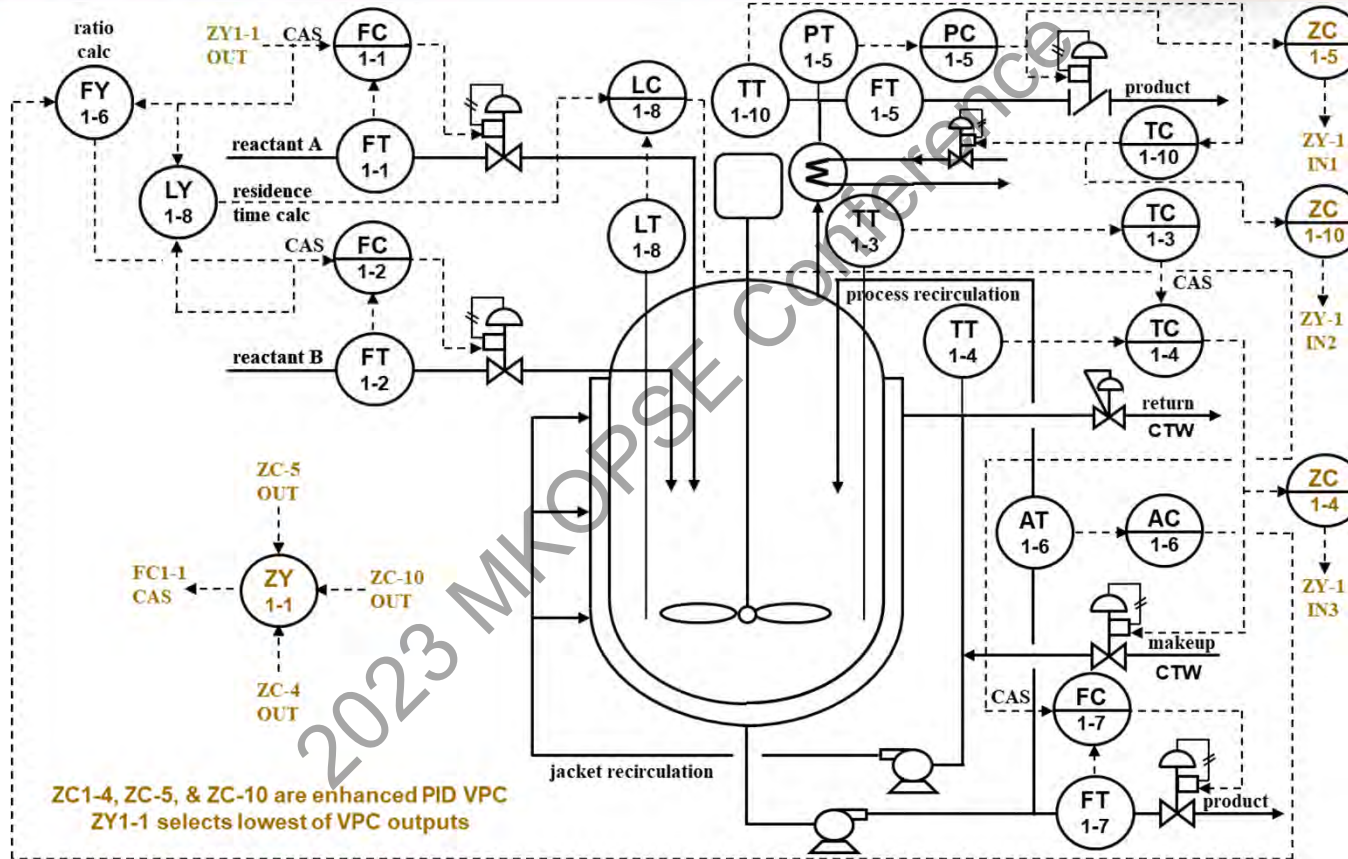 ratio
calc
ZY1-1
OUT
CAS
FC
1-1
PT
1-5
PC
1-5
ZC
1-5
FY
1-6
LC
1-8
TT
1-10
FT
1-5
product
reactant A
FT
1-1
TC
1-10
ZY-1
IN1
LY
1-8
residence
time calc
LT
1-8
TT
1-3
TC
1-3
ZC
1-10
CAS
FC
1-2
CAS
process recirculation
TT
1-4
TC
1-4
ZY-1
IN2
reactant B
FT
1-2
return
CTW
ZC-5
OUT
ZC
1-4
AT
1-6
AC
1-6
FC1-1
CAS
ZY
1-1
ZC-10
OUT
ZY-1
IN3
makeup
CTW
ZC-4
OUT
CAS
FC
1-7
jacket recirculation
ZC1-4, ZC-5, & ZC-10 are enhanced PID VPC
ZY1-1 selects lowest of VPC outputs
FT
1-7
product
2023 MKOPSE Conference